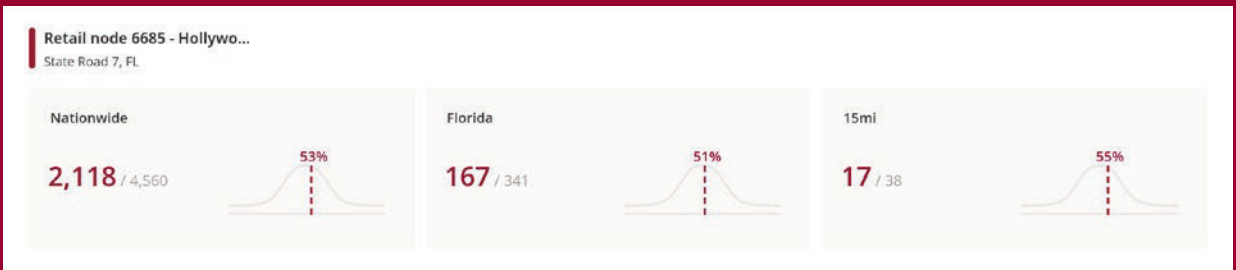 Retail node 6685 - Hollywo...
State Road 7, FL
Nationwide
2,118 / 4,560
53%
Florida
167 / 341
51%
15mi
17 / 38
55%